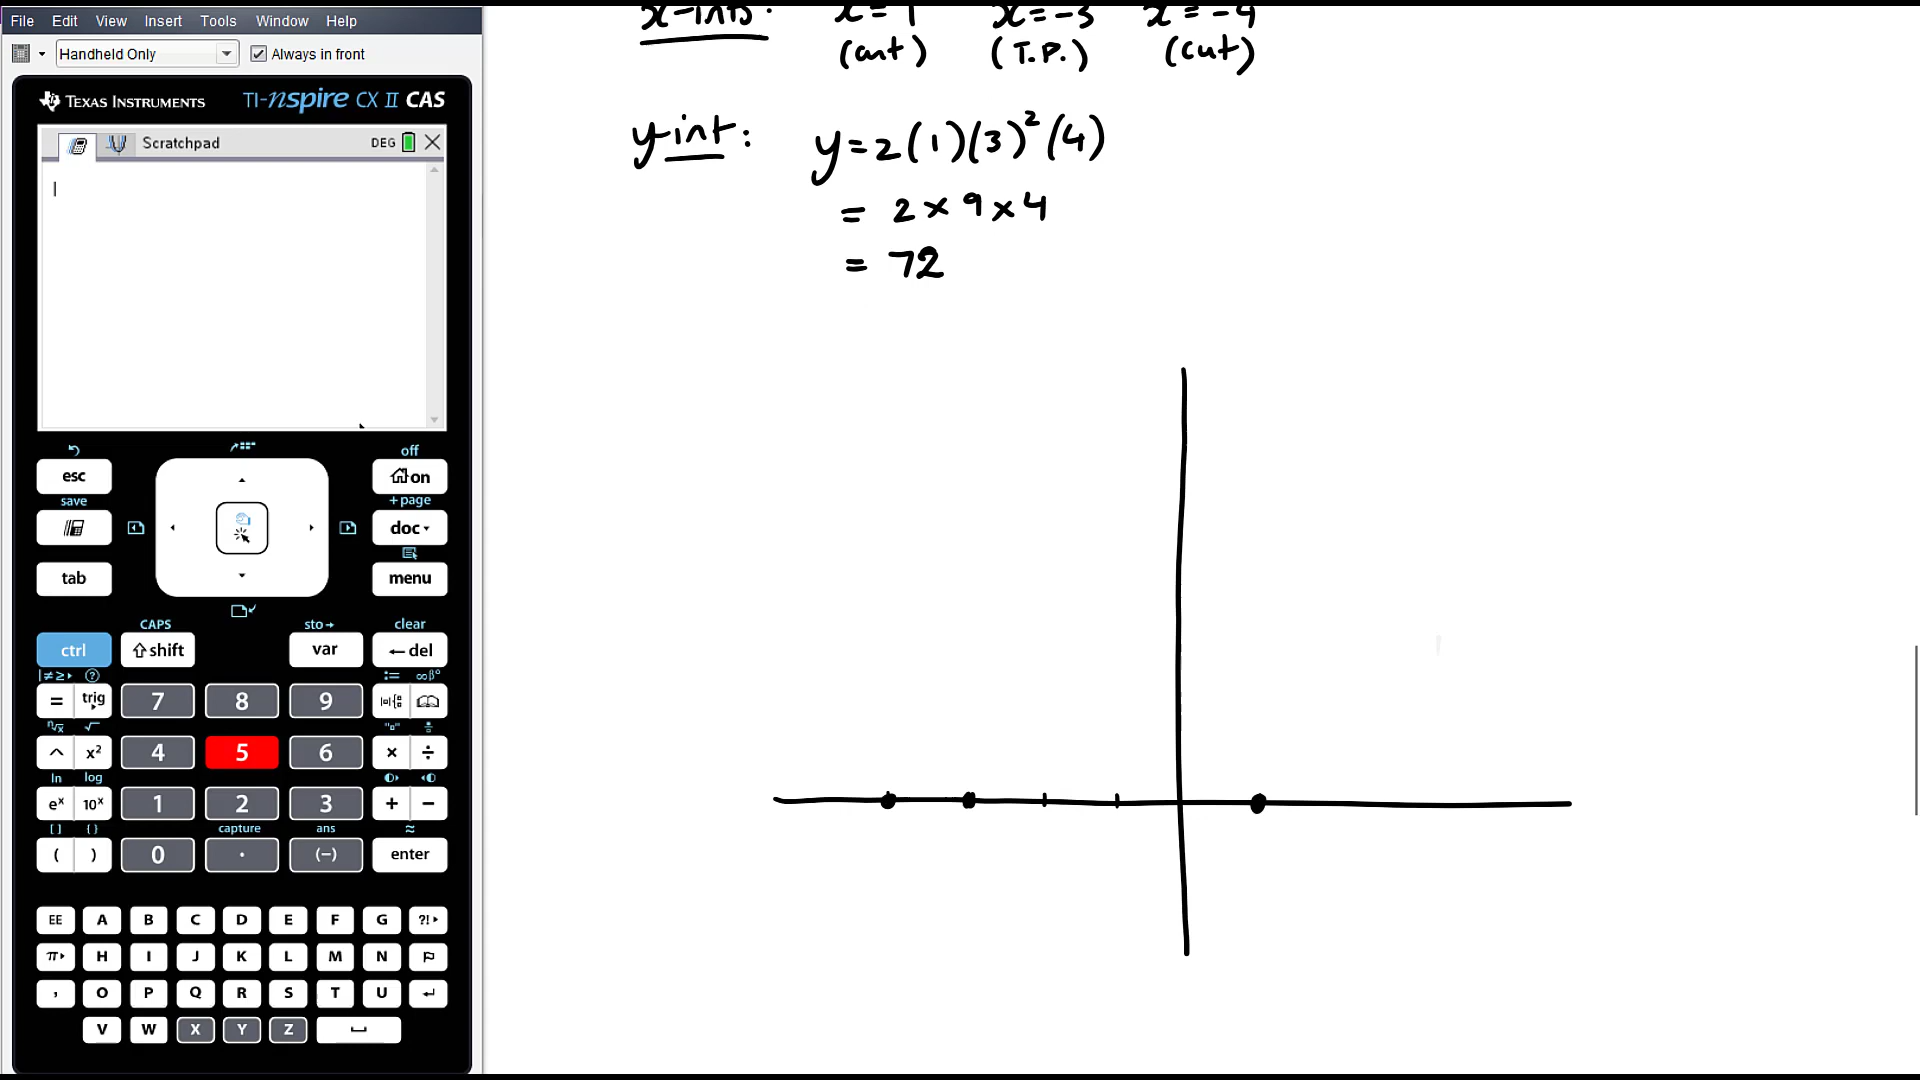 File Edit View Insert Tools Window Help
Handheld Only Always in front
TEXAS INSTRUMENTS TI-nspire CX II CAS
Scratchpad DEG
off
esc on
save + page
doc
tab menu
CAPS sto→ clear
ctrl ⇧shift var ←del
|≠≥▸ ? := ∞β°
= trig 7 8 9
ⁿ√x √
^ x² 4 5 6 × ÷
ln log
eˣ 10ˣ 1 2 3 + −
[ ] { } capture ans ≈
( ) 0 . (−) enter
EE A B C D E F G ?!▸
π▸ H I J K L M N
, O P Q R S T U ↵
V W X Y Z
x-ints: x=1 x=-3 x=-4
(cut) (T.P.) (cut)
y-int: y=2(1)(3)²(4)
= 2×9×4
= 72